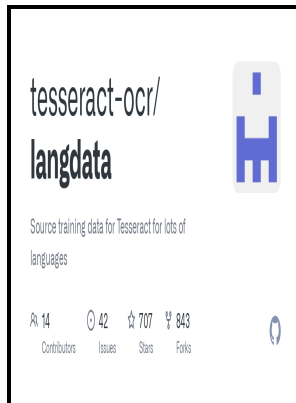 tesseract-ocr/
langdata
Source training data for Tesseract for lots of
languages
14 42 707 843
Contributors Issues Stars Forks